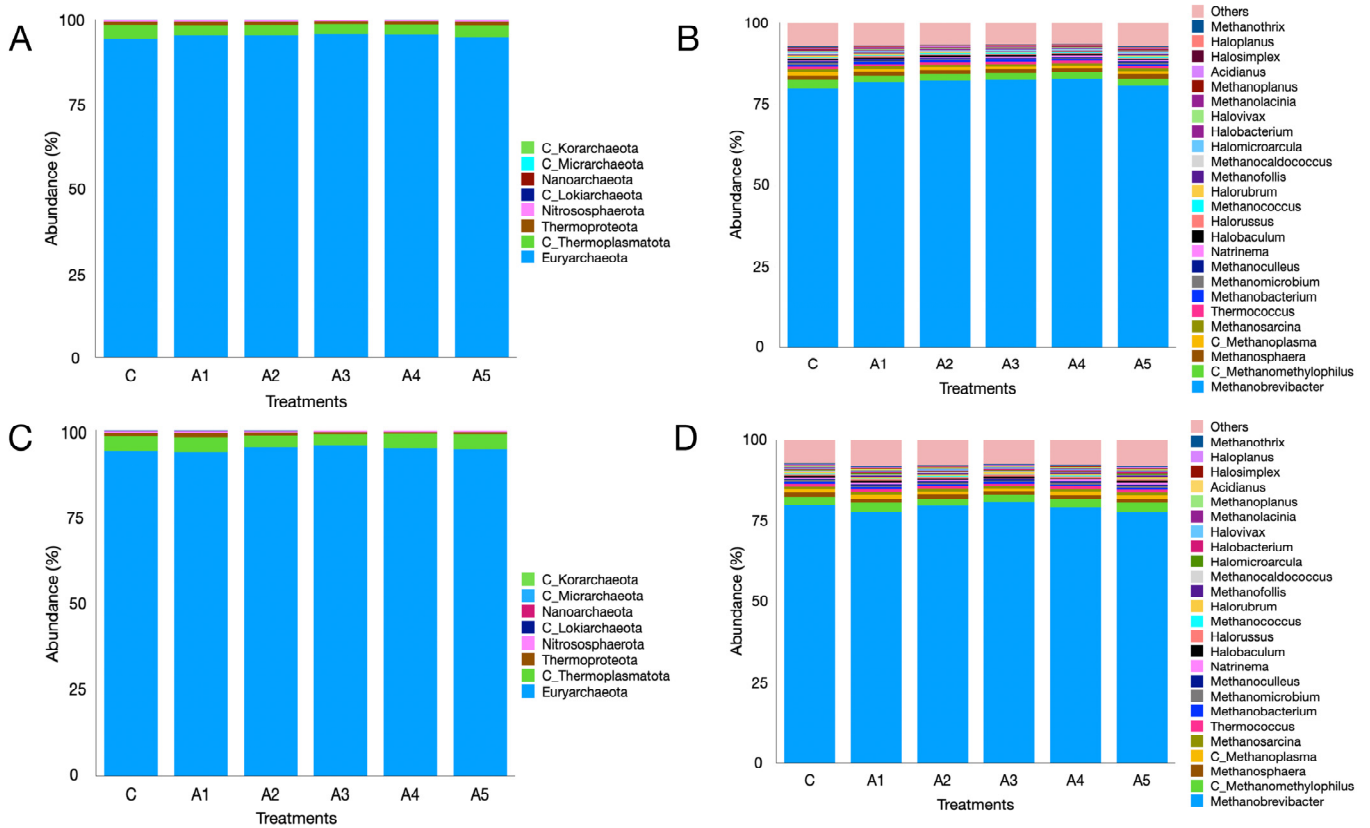 A
Abundance (%)
100
75
50
25
0
C A1 A2 A3 A4 A5
Treatments
C_Korarchaeota
C_Micrarchaeota
Nanoarchaeota
C_Lokiarchaeota
Nitrososphaerota
Thermoproteota
C_Thermoplasmatota
Euryarchaeota
B
Abundance (%)
100
75
50
25
0
C A1 A2 A3 A4 A5
Treatments
Others
Methanothrix
Haloplanus
Halosimplex
Acidianus
Methanoplanus
Methanolacinia
Halovivax
Halobacterium
Halomicroarcula
Methanocaldococcus
Methanofollis
Halorubrum
Methanococcus
Halorussus
Halobaculum
Natrinema
Methanoculleus
Methanomicrobium
Methanobacterium
Thermococcus
Methanosarcina
C_Methanoplasma
Methanosphaera
C_Methanomethylophilus
Methanobrevibacter
C
Abundance (%)
100
75
50
25
0
C A1 A2 A3 A4 A5
Treatments
C_Korarchaeota
C_Micrarchaeota
Nanoarchaeota
C_Lokiarchaeota
Nitrososphaerota
Thermoproteota
C_Thermoplasmatota
Euryarchaeota
D
Abundance (%)
100
75
50
25
0
C A1 A2 A3 A4 A5
Treatments
Others
Methanothrix
Haloplanus
Halosimplex
Acidianus
Methanoplanus
Methanolacinia
Halovivax
Halobacterium
Halomicroarcula
Methanocaldococcus
Methanofollis
Halorubrum
Methanococcus
Halorussus
Halobaculum
Natrinema
Methanoculleus
Methanomicrobium
Methanobacterium
Thermococcus
Methanosarcina
C_Methanoplasma
Methanosphaera
C_Methanomethylophilus
Methanobrevibacter